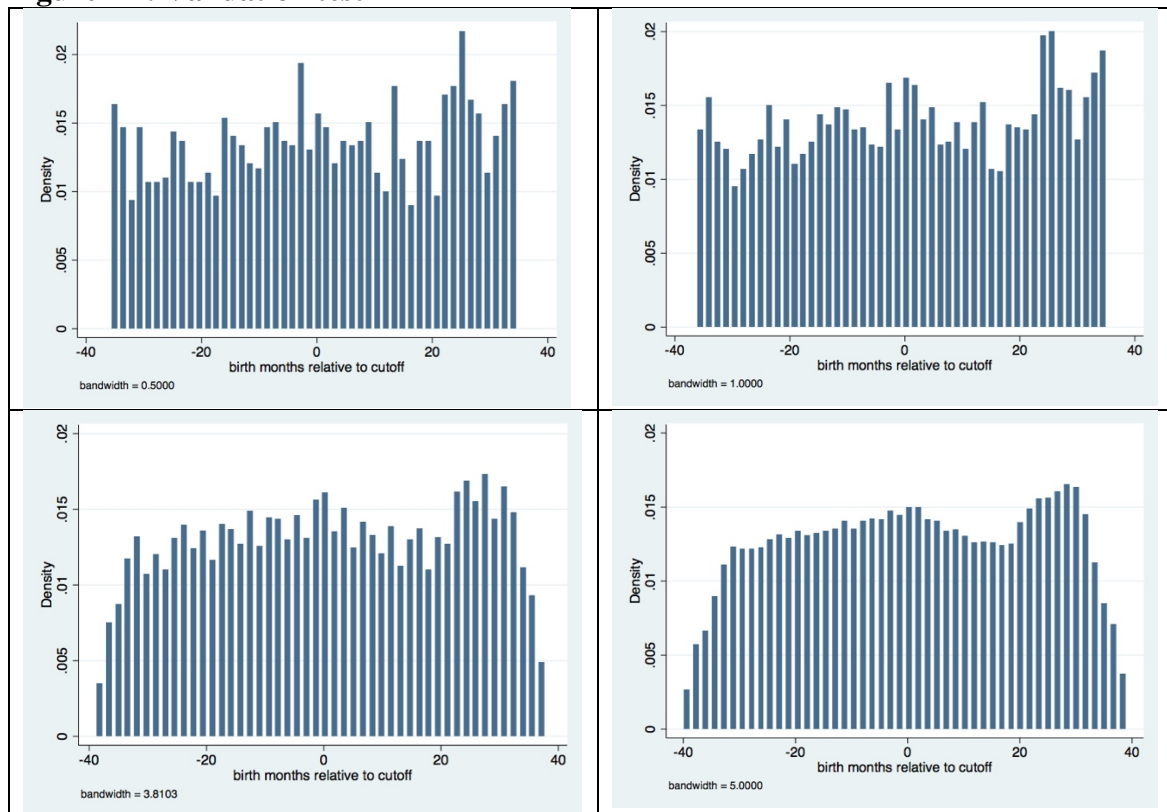 .02
.015
.01
.005
0
Density
-40 -20 0 20 40
birth months relative to cutoff
bandwidth = 0.5000
.02
.015
.01
.005
0
Density
-40 -20 0 20 40
birth months relative to cutoff
bandwidth = 1.0000
.02
.015
.01
.005
0
Density
-40 -20 0 20 40
birth months relative to cutoff
bandwidth = 3.8103
.02
.015
.01
.005
0
Density
-40 -20 0 20 40
birth months relative to cutoff
bandwidth = 5.0000